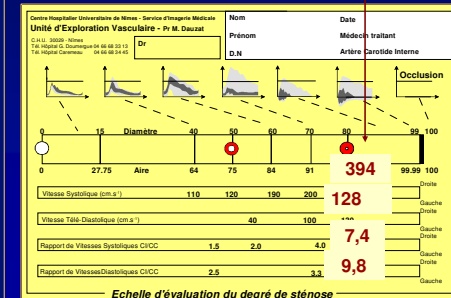 Centre Hospitalier Universitaire de Nîmes - Service d'Imagerie Médicale
Unité d'Exploration Vasculaire - Pr M. Dauzat
C.H.U. 30029 - Nîmes
Tél. Hôpital G. Doumergue 04 66 68 33 13
Tél. Hôpital Caremeau 04 66 68 34 45
Dr
Nom
Prénom
D.N
Date
Médecin traitant
Artère Carotide Interne
Occlusion
0 15 Diamètre 40 50 60 70 80 99 100
0 27.75 Aire 64 75 84 91 99.99 100
394
Droite
Vitesse Systolique (cm.s-1) 110 120 190 200 128
Gauche
Droite
Vitesse Télé-Diastolique (cm.s-1) 40 100
Gauche
7,4
Droite
Rapport de Vitesses Systoliques CI/CC 1.5 2.0 4.0
Gauche
9,8
Droite
Rapport de VitessesDiastoliques CI/CC 2.5 3.3
Gauche
Echelle d'évaluation du degré de sténose